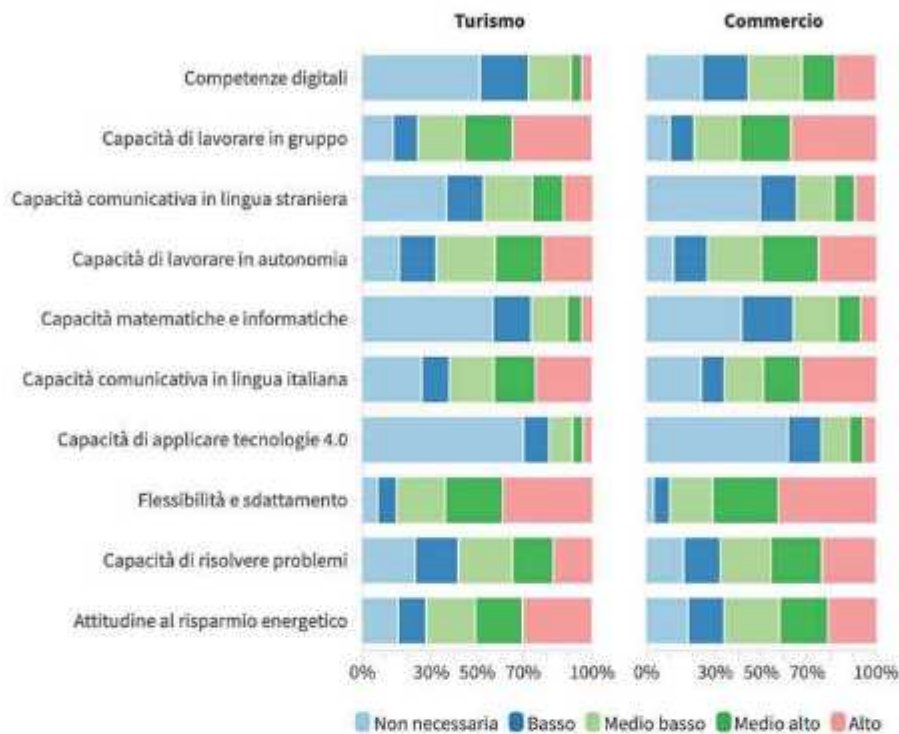 Turismo Commercio
Competenze digitali
Capacità di lavorare in gruppo
Capacità comunicativa in lingua straniera
Capacità di lavorare in autonomia
Capacità matematiche e informatiche
Capacità comunicativa in lingua italiana
Capacità di applicare tecnologie 4.0
Flessibilità e sdattamento
Capacità di risolvere problemi
Attitudine al risparmio energetico
0% 30% 50% 70% 100% 0% 30% 50% 70% 100%
Non necessaria Basso Medio basso Medio alto Alto